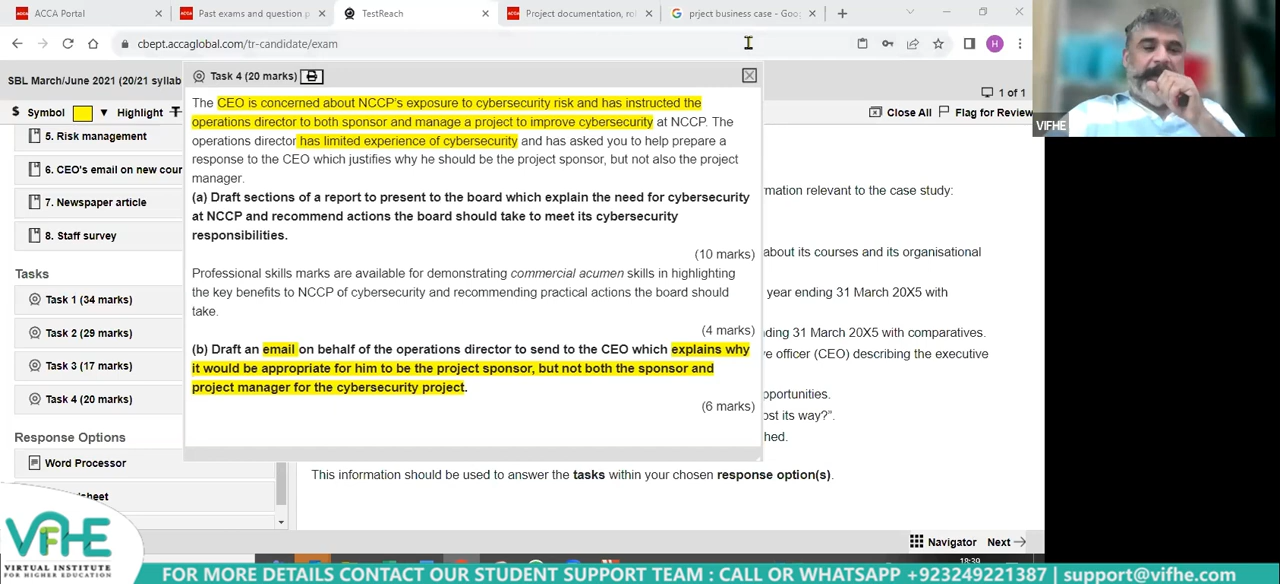 ACCA Portal
Past exams and question p
TestReach
Project documentation, rol
prject business case - Goo
cbept.accaglobal.com/tr-candidate/exam
H
SBL March/June 2021 (20/21 syllab
Task 4 (20 marks)
1 of 1
Symbol
Highlight
Close All
Flag for Review
VIFHE
5. Risk management
6. CEO's email on new cour
7. Newspaper article
8. Staff survey
Tasks
Task 1 (34 marks)
Task 2 (29 marks)
Task 3 (17 marks)
Task 4 (20 marks)
Response Options
Word Processor
The CEO is concerned about NCCP's exposure to cybersecurity risk and has instructed the
operations director to both sponsor and manage a project to improve cybersecurity at NCCP. The
operations director has limited experience of cybersecurity and has asked you to help prepare a
response to the CEO which justifies why he should be the project sponsor, but not also the project
manager.
(a) Draft sections of a report to present to the board which explain the need for cybersecurity
at NCCP and recommend actions the board should take to meet its cybersecurity
responsibilities.
(10 marks)
Professional skills marks are available for demonstrating commercial acumen skills in highlighting
the key benefits to NCCP of cybersecurity and recommending practical actions the board should
take.
(4 marks)
(b) Draft an email on behalf of the operations director to send to the CEO which explains why
it would be appropriate for him to be the project sponsor, but not both the sponsor and
project manager for the cybersecurity project.
(6 marks)
rmation relevant to the case study:
about its courses and its organisational
year ending 31 March 20X5 with
ding 31 March 20X5 with comparatives.
e officer (CEO) describing the executive
portunities.
ost its way?".
hed.
This information should be used to answer the tasks within your chosen response option(s).
Navigator
Next
18:39
VIFHE
VIRTUAL INSTITUTE
FOR HIGHER EDUCATION
FOR MORE DETAILS CONTACT OUR STUDENT SUPPORT TEAM : CALL OR WHATSAPP +923249221387 | support@vifhe.com